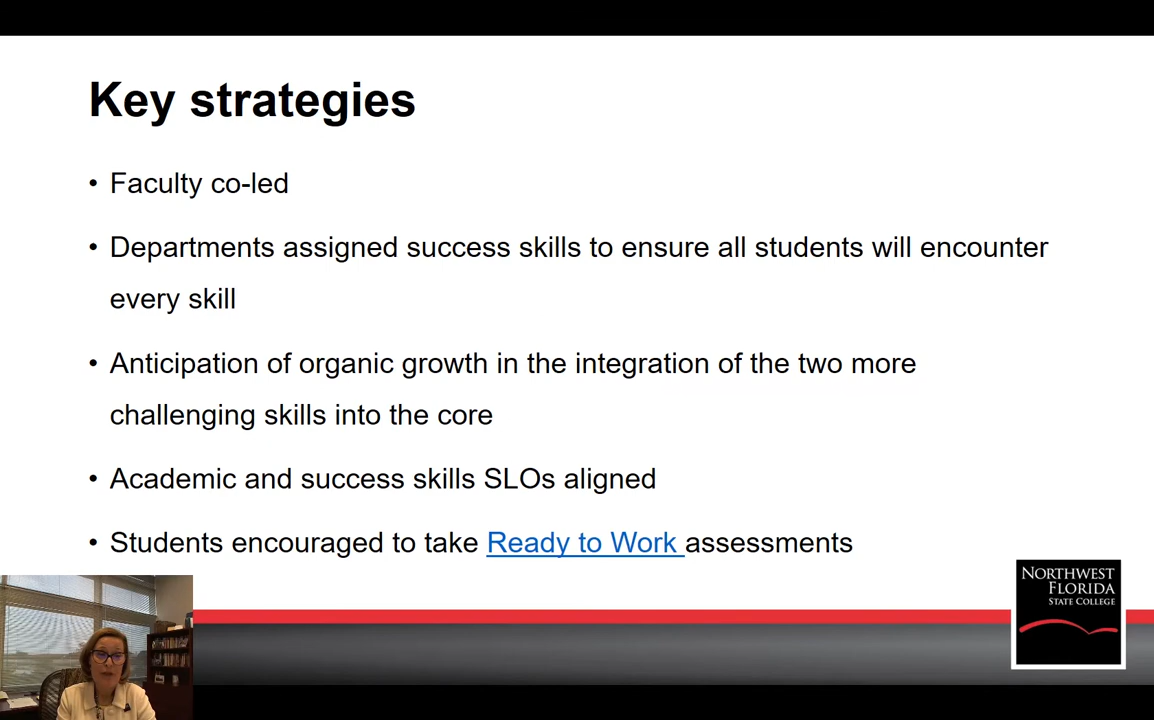 Key strategies
• Faculty co-led
• Departments assigned success skills to ensure all students will encounter
every skill
• Anticipation of organic growth in the integration of the two more
challenging skills into the core
• Academic and success skills SLOs aligned
• Students encouraged to take Ready to Work assessments
NORTHWEST
FLORIDA
STATE COLLEGE